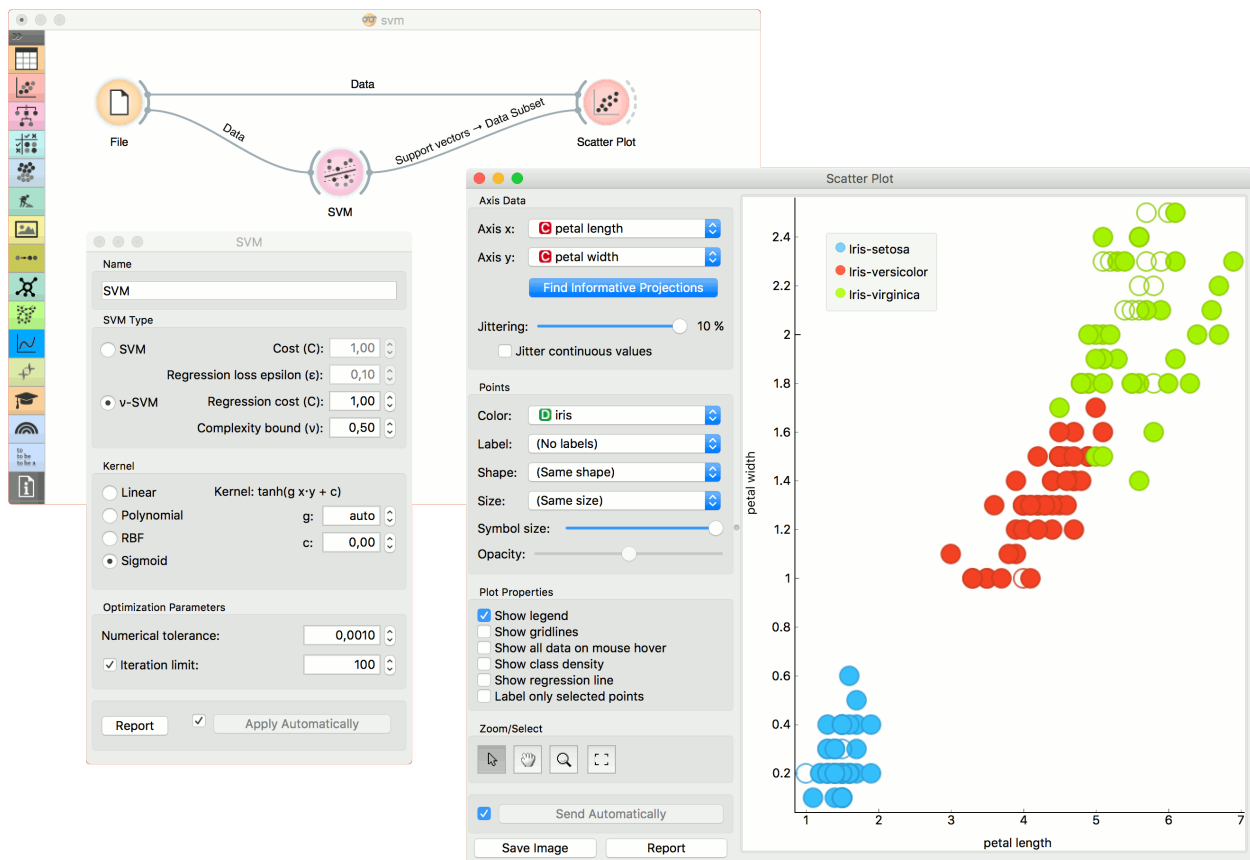 svm
Data
Data
Support vectors → Data Subset
File
SVM
Scatter Plot
to
to be
to be a
SVM
Name
SVM
SVM Type
SVM
Cost (C): 1,00
Regression loss epsilon (ε): 0,10
ν-SVM
Regression cost (C): 1,00
Complexity bound (ν): 0,50
Kernel
Linear
Kernel: tanh(g x·y + c)
Polynomial
g: auto
RBF
c: 0,00
Sigmoid
Optimization Parameters
Numerical tolerance: 0,0010
Iteration limit: 100
Report
Apply Automatically
Scatter Plot
Axis Data
Axis x: C petal length
Axis y: C petal width
Find Informative Projections
Jittering: 10 %
Jitter continuous values
Points
Color: D iris
Label: (No labels)
Shape: (Same shape)
Size: (Same size)
Symbol size:
Opacity:
Plot Properties
Show legend
Show gridlines
Show all data on mouse hover
Show class density
Show regression line
Label only selected points
Zoom/Select
Send Automatically
Save Image
Report
Iris-setosa
Iris-versicolor
Iris-virginica
petal width
2.4
2.2
2
1.8
1.6
1.4
1.2
1
0.8
0.6
0.4
0.2
1 2 3 4 5 6 7
petal length